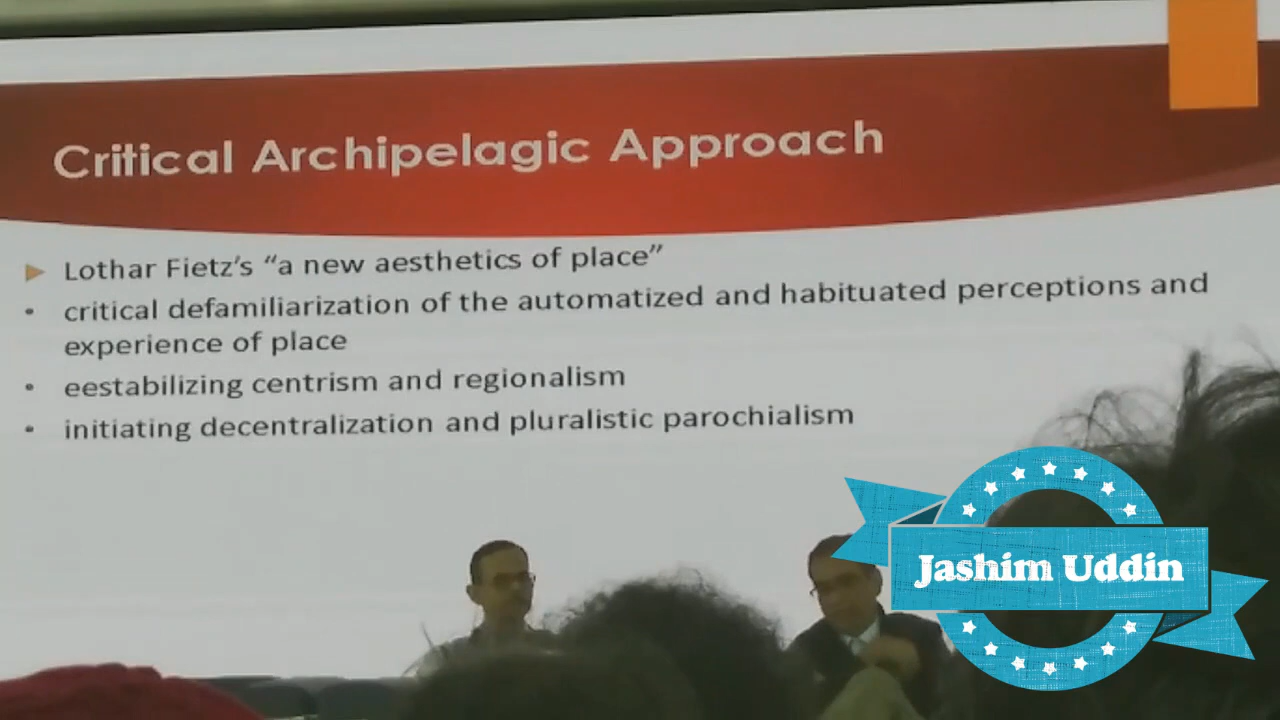 Critical Archipelagic Approach
Lothar Fietz's “a new aesthetics of place”
critical defamiliarization of the automatized and habituated perceptions and
experience of place
eestabilizing centrism and regionalism
initiating decentralization and pluralistic parochialism
Jashim Uddin